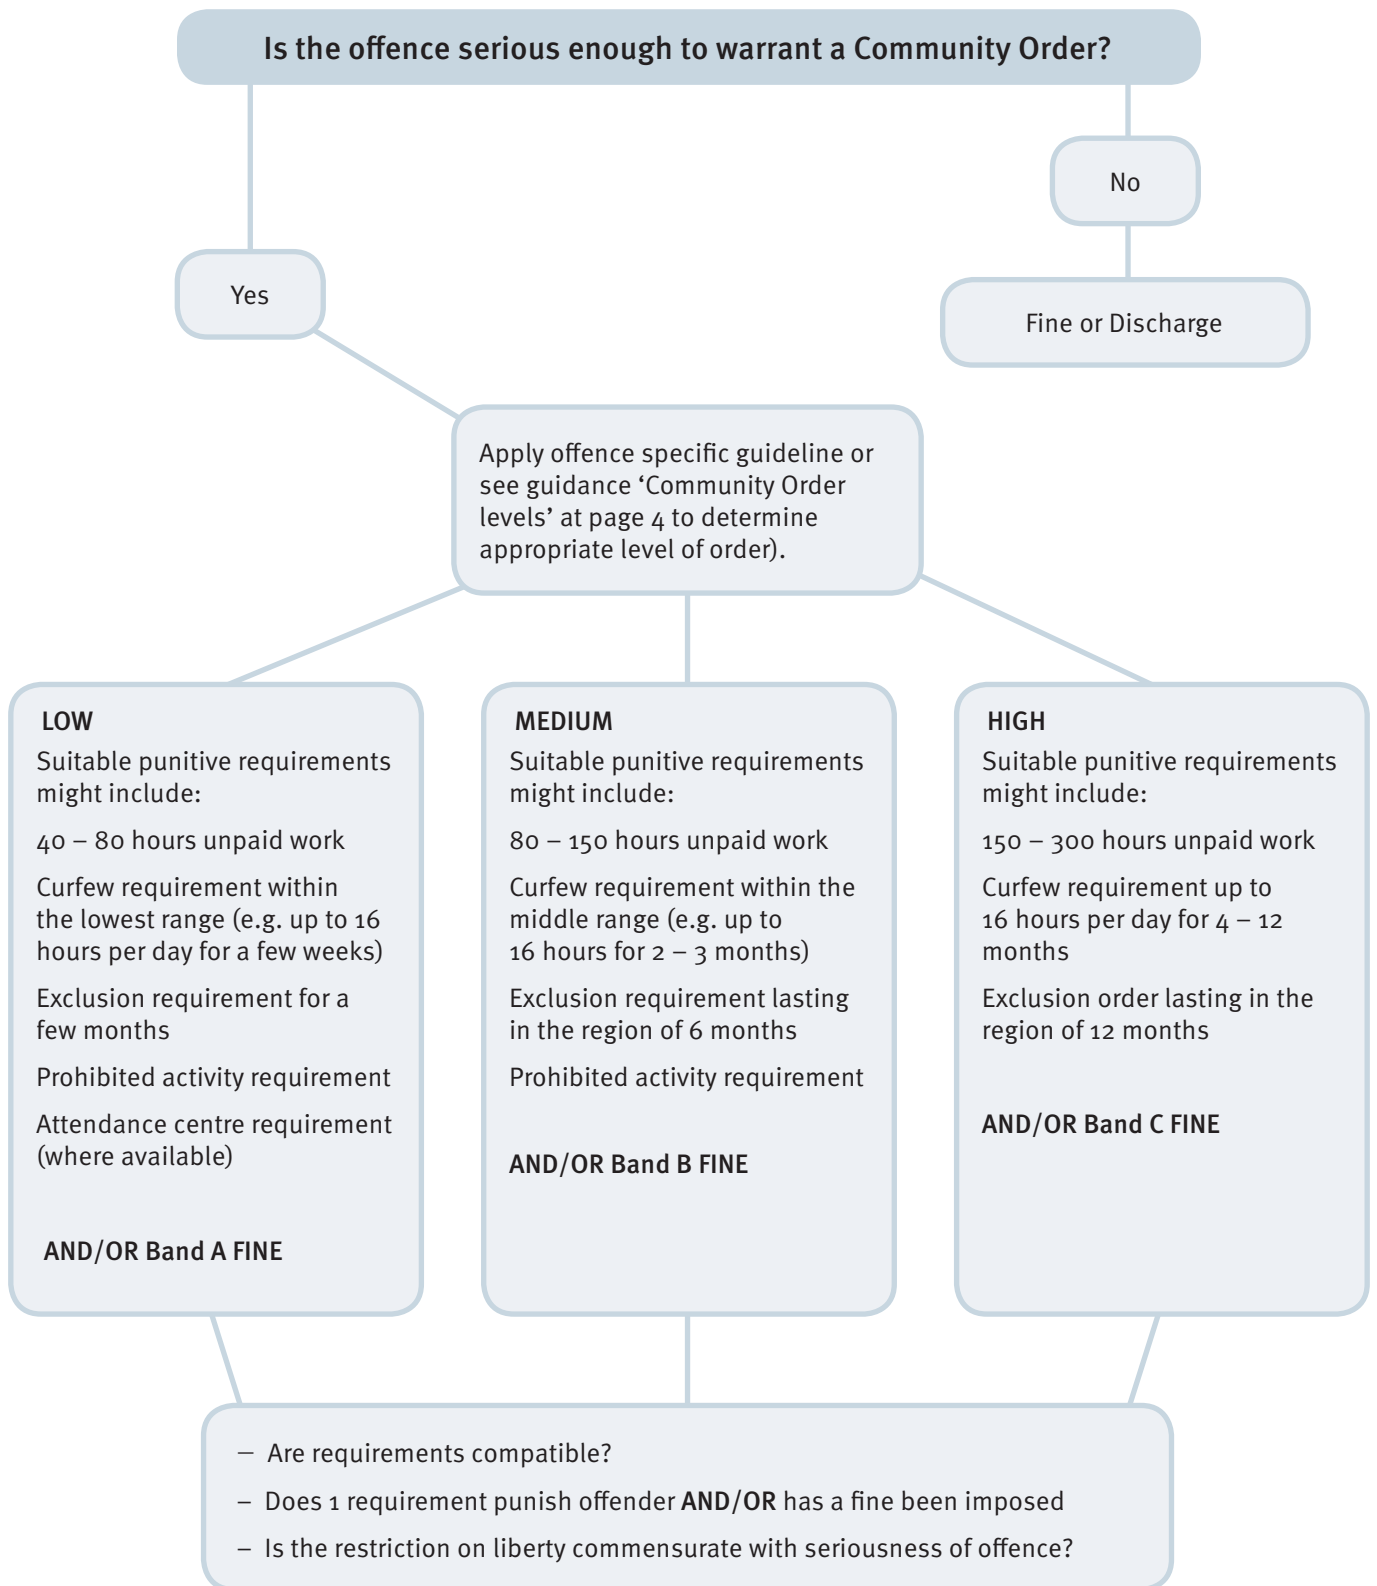 Is the offence serious enough to warrant a Community Order?
No
Yes
Fine or Discharge
Apply offence specific guideline or
see guidance ‘Community Order
levels’ at page 4 to determine
appropriate level of order).
LOW
Suitable punitive requirements
might include:
40 – 80 hours unpaid work
Curfew requirement within
the lowest range (e.g. up to 16
hours per day for a few weeks)
Exclusion requirement for a
few months
Prohibited activity requirement
Attendance centre requirement
(where available)
AND/OR Band A FINE
MEDIUM
Suitable punitive requirements
might include:
80 – 150 hours unpaid work
Curfew requirement within the
middle range (e.g. up to
16 hours for 2 – 3 months)
Exclusion requirement lasting
in the region of 6 months
Prohibited activity requirement
AND/OR Band B FINE
HIGH
Suitable punitive requirements
might include:
150 – 300 hours unpaid work
Curfew requirement up to
16 hours per day for 4 – 12
months
Exclusion order lasting in the
region of 12 months
AND/OR Band C FINE
– Are requirements compatible?
– Does 1 requirement punish offender AND/OR has a fine been imposed
– Is the restriction on liberty commensurate with seriousness of offence?